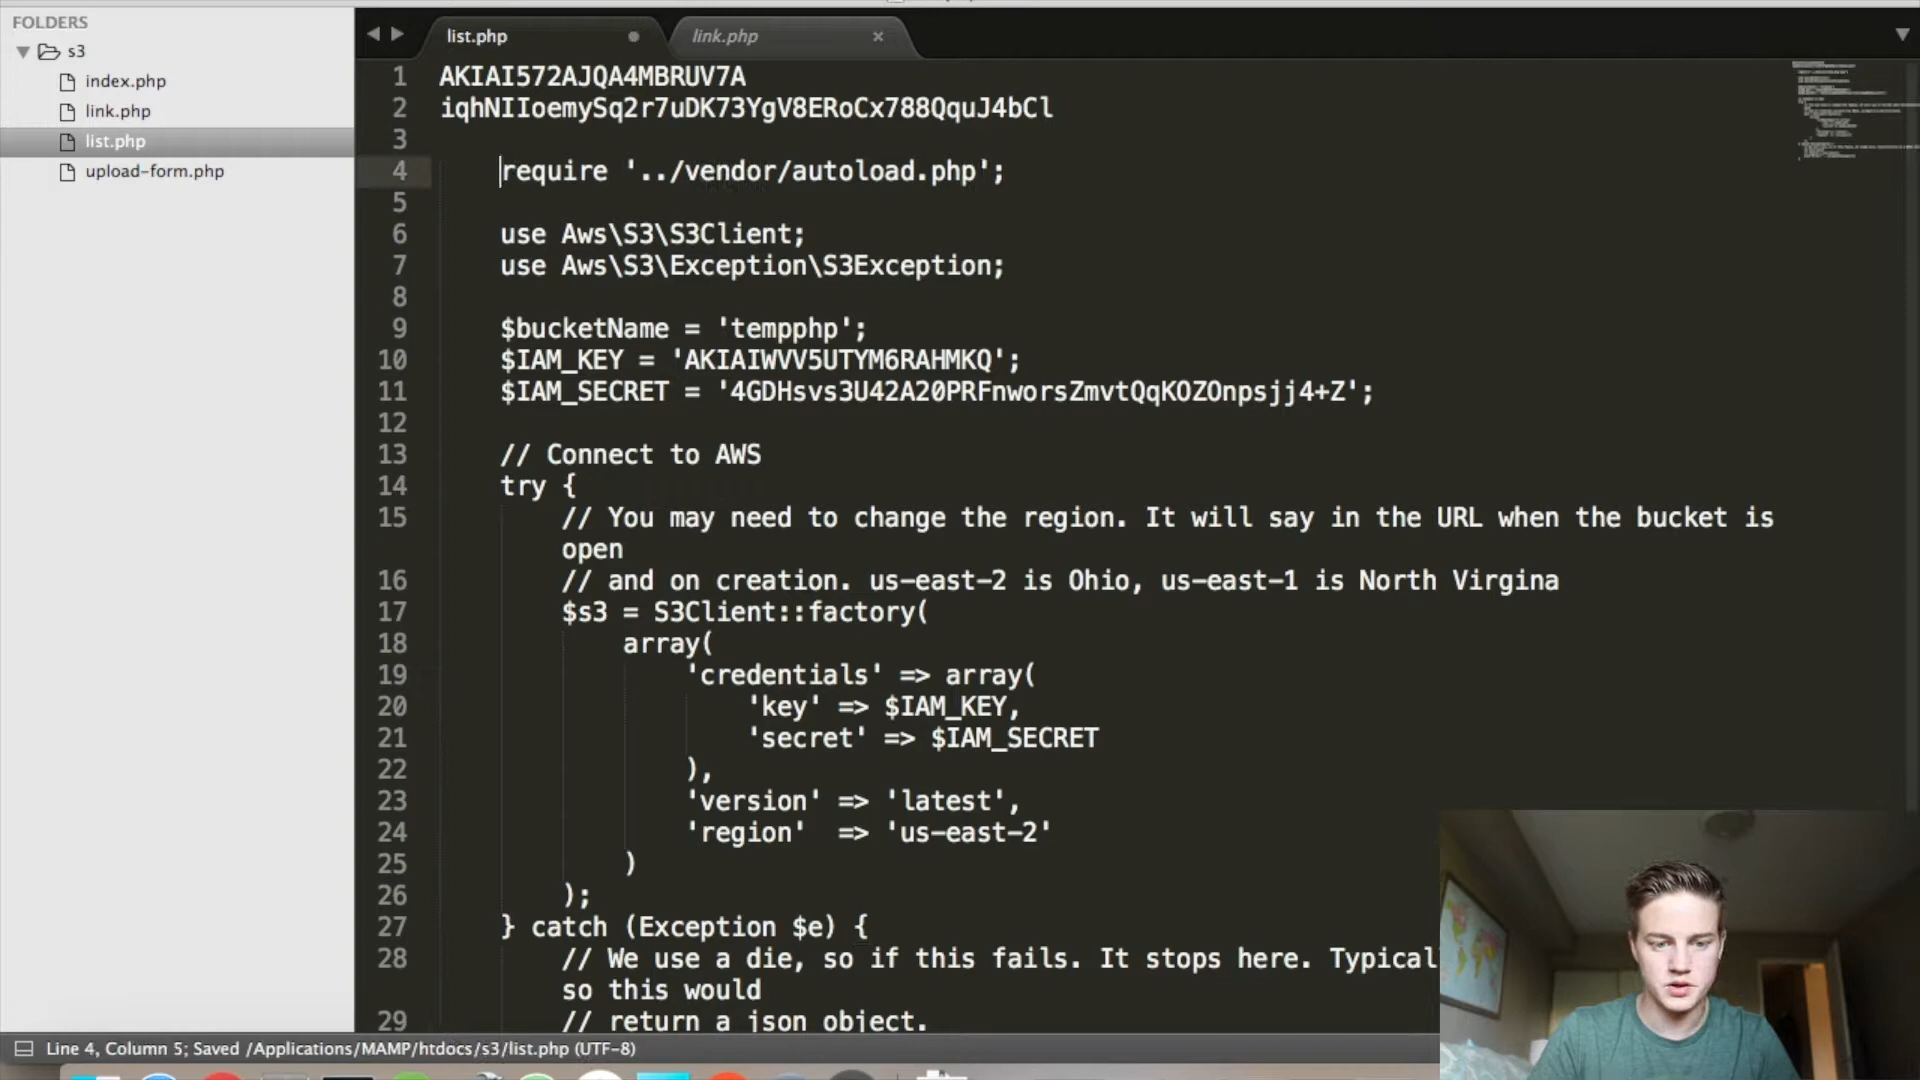 FOLDERS
s3
index.php
link.php
list.php
upload-form.php
list.php
link.php
1 AKIAI572AJQA4MBRUV7A
2 iqhNIIoemySq2r7uDK73YgV8ERoCx788QquJ4bCl
3
4 require '../vendor/autoload.php';
5
6 use Aws\S3\S3Client;
7 use Aws\S3\Exception\S3Exception;
8
9 $bucketName = 'tempphp';
10 $IAM_KEY = 'AKIAIWVV5UTYM6RAHMKQ';
11 $IAM_SECRET = '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';
12
13 // Connect to AWS
14 try {
15 // You may need to change the region. It will say in the URL when the bucket is
open
16 // and on creation. us-east-2 is Ohio, us-east-1 is North Virgina
17 $s3 = S3Client::factory(
18 array(
19 'credentials' => array(
20 'key' => $IAM_KEY,
21 'secret' => $IAM_SECRET
22 ),
23 'version' => 'latest',
24 'region' => 'us-east-2'
25 )
26 );
27 } catch (Exception $e) {
28 // We use a die, so if this fails. It stops here. Typical
so this would
29 // return a json object.
Line 4, Column 5; Saved /Applications/MAMP/htdocs/s3/list.php (UTF-8)